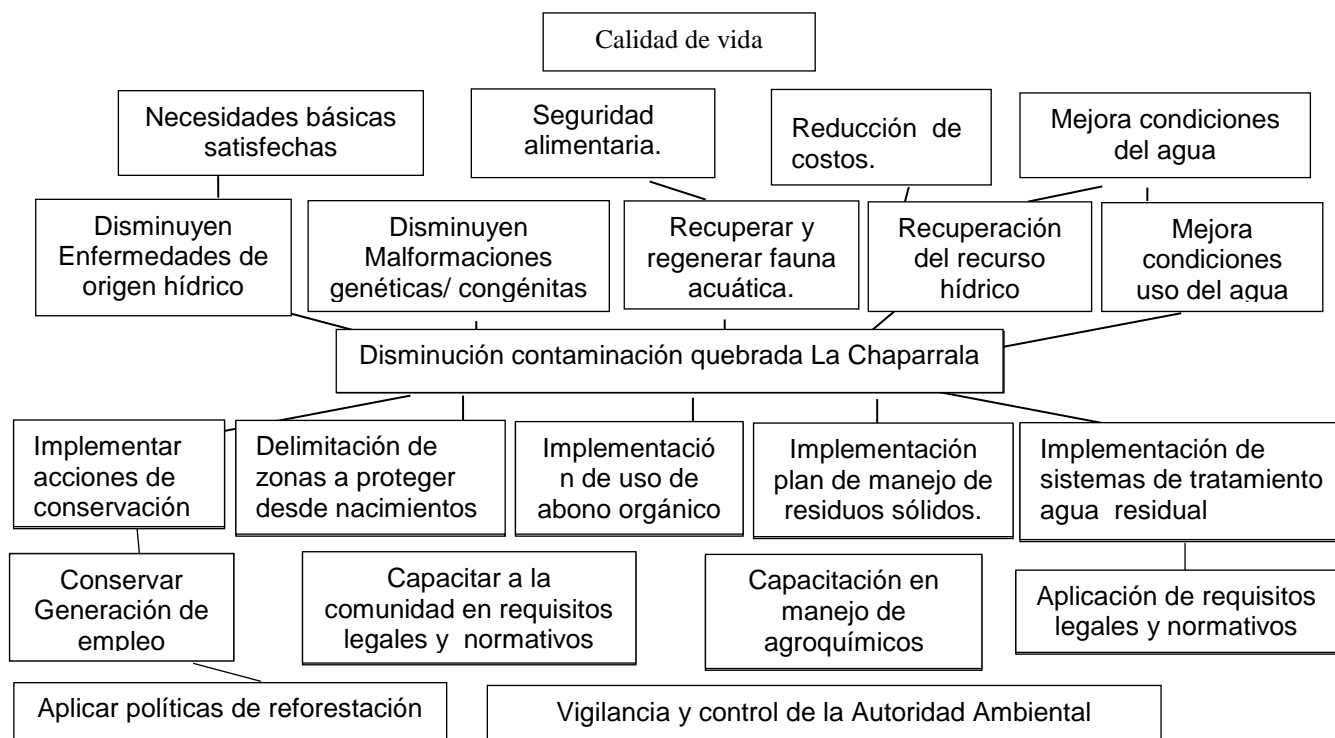 Calidad de vida
Necesidades básicas
satisfechas
Seguridad
alimentaria.
Reducción de
costos.
Mejora condiciones
del agua
Disminuyen
Enfermedades de
origen hídrico
Disminuyen
Malformaciones
genéticas/ congénitas
Recuperar y
regenerar fauna
acuática.
Recuperación
del recurso
hídrico
Mejora
condiciones
uso del agua
Disminución contaminación quebrada La Chaparrala
Implementar
acciones de
conservación
Delimitación de
zonas a proteger
desde nacimientos
Implementació
n de uso de
abono orgánico
Implementación
plan de manejo de
residuos sólidos.
Implementación de
sistemas de tratamiento
agua residual
Conservar
Generación de
empleo
Capacitar a la
comunidad en requisitos
legales y normativos
Capacitación en
manejo de
agroquímicos
Aplicación de requisitos
legales y normativos
Aplicar políticas de reforestación
Vigilancia y control de la Autoridad Ambiental